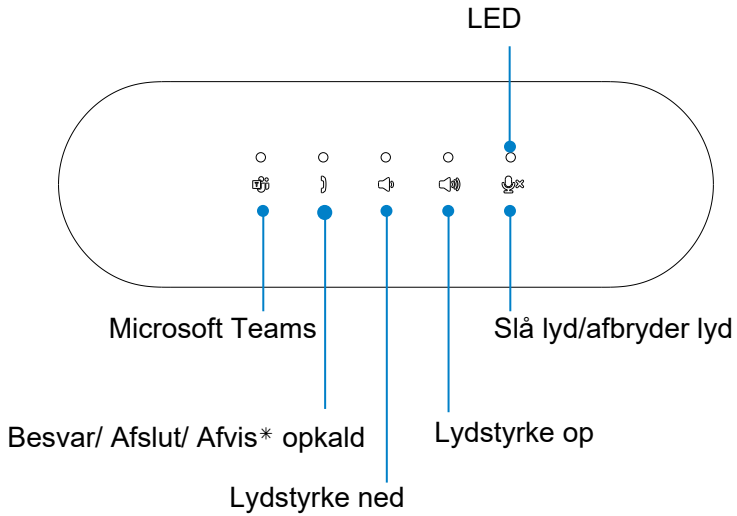 LED
Microsoft Teams
Slå lyd/afbryder lyd
Besvar/ Afslut/ Afvis* opkald
Lydstyrke op
Lydstyrke ned